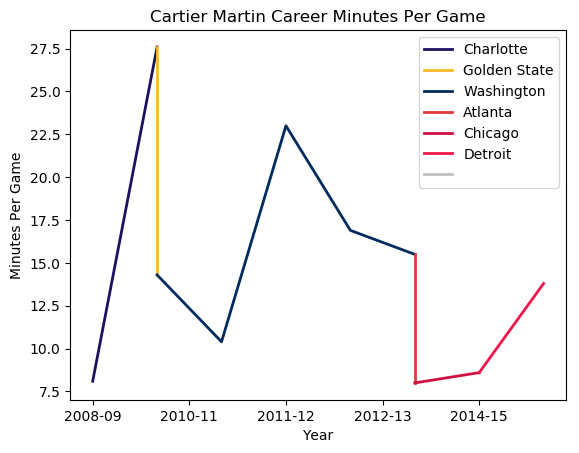 Cartier Martin Career Minutes Per Game
Charlotte
Golden State
Washington
Atlanta
Chicago
Detroit
27.5
25.0
22.5
20.0
17.5
15.0
12.5
10.0
7.5
Minutes Per Game
2008-09 2010-11 2011-12 2012-13 2014-15
Year